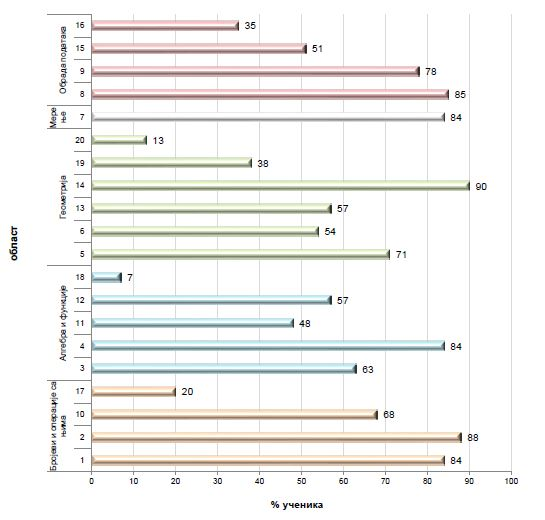 област
Обрада података
16 35
15 51
9 78
8 85
Мере
ње
7 84
Геометрија
20 13
19 38
14 90
13 57
6 54
5 71
Алгебра и функције
18 7
12 57
11 48
4 84
3 63
Бројеви и операције са
њима
17 20
10 68
2 88
1 84
0 10 20 30 40 50 60 70 80 90 100
% ученика